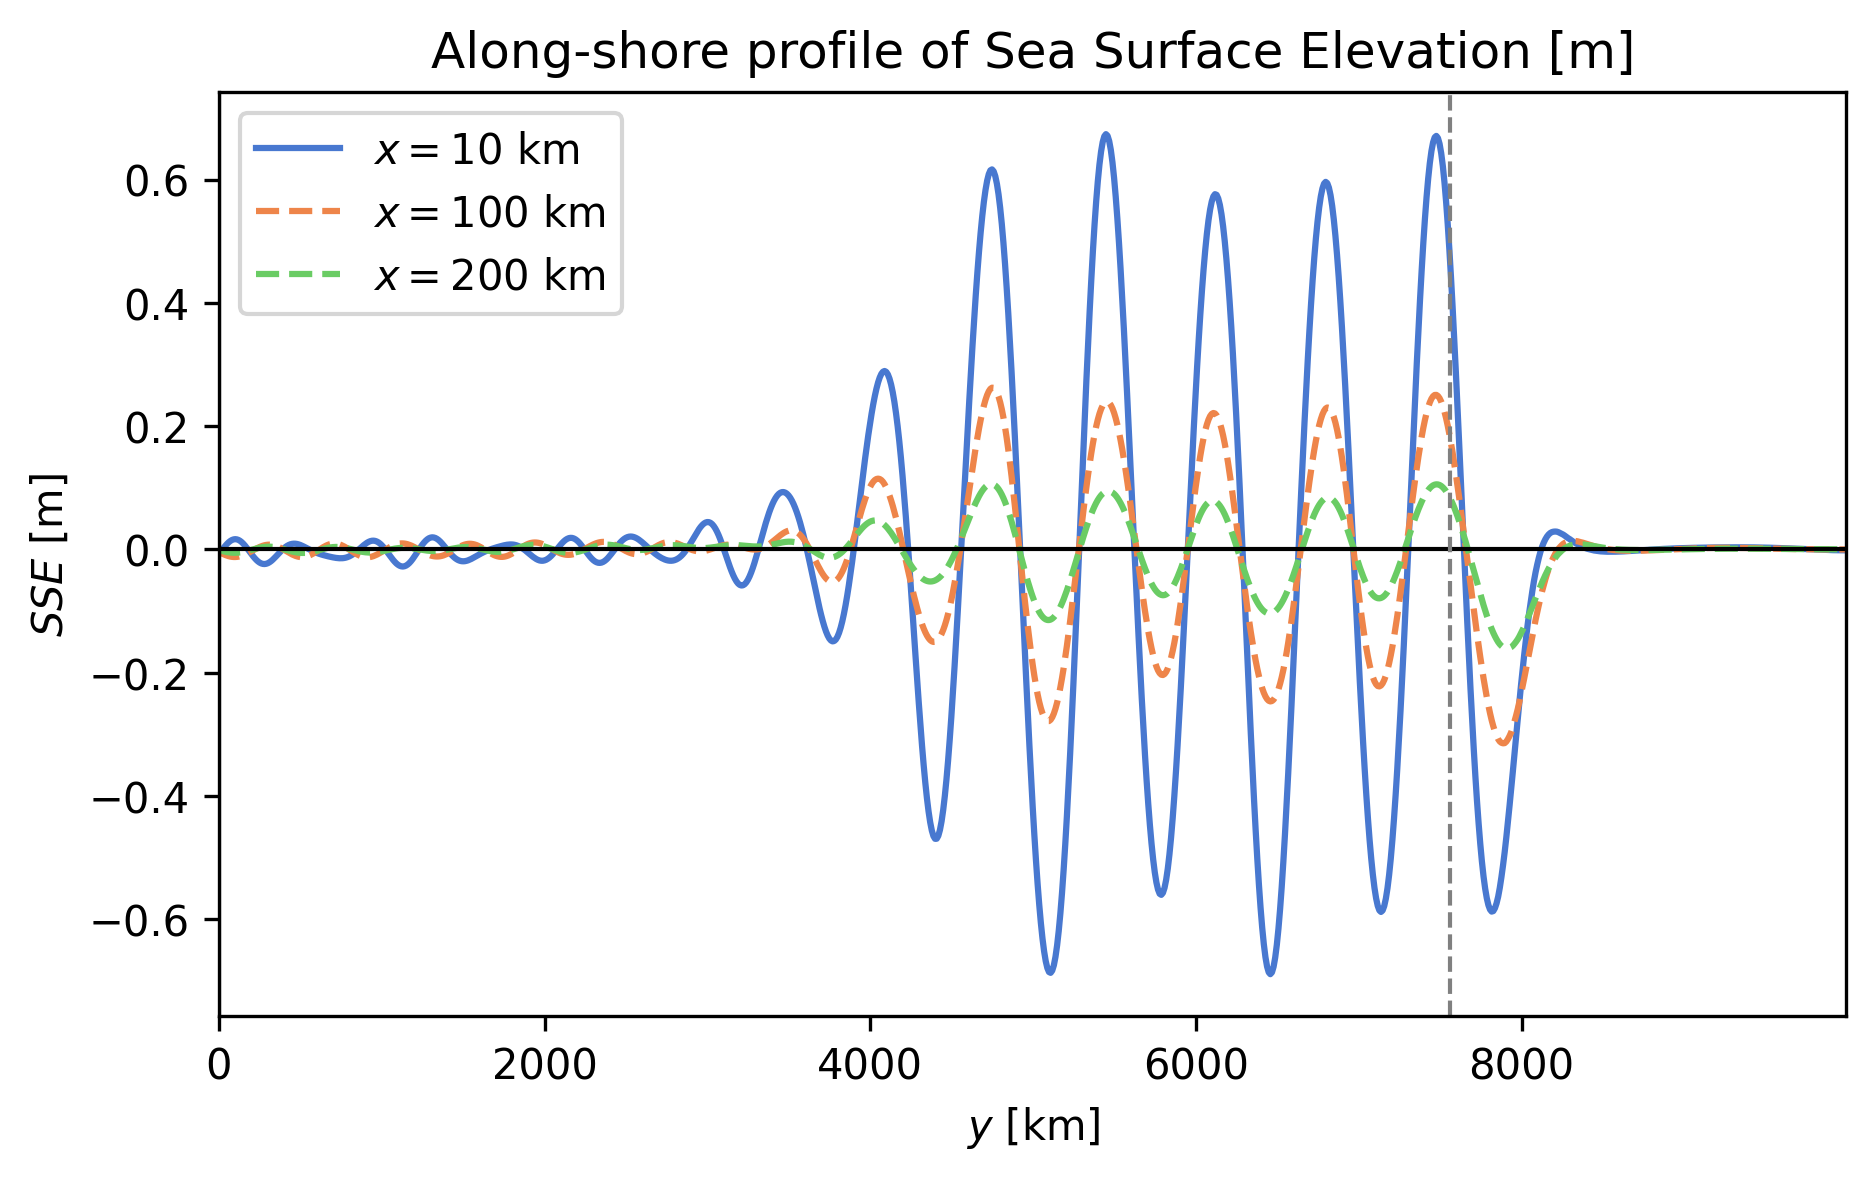 Along-shore profile of Sea Surface Elevation [m]
x = 10 km
x = 100 km
x = 200 km
SSE [m]
0.6
0.4
0.2
0.0
−0.2
−0.4
−0.6
0 2000 4000 6000 8000
y [km]